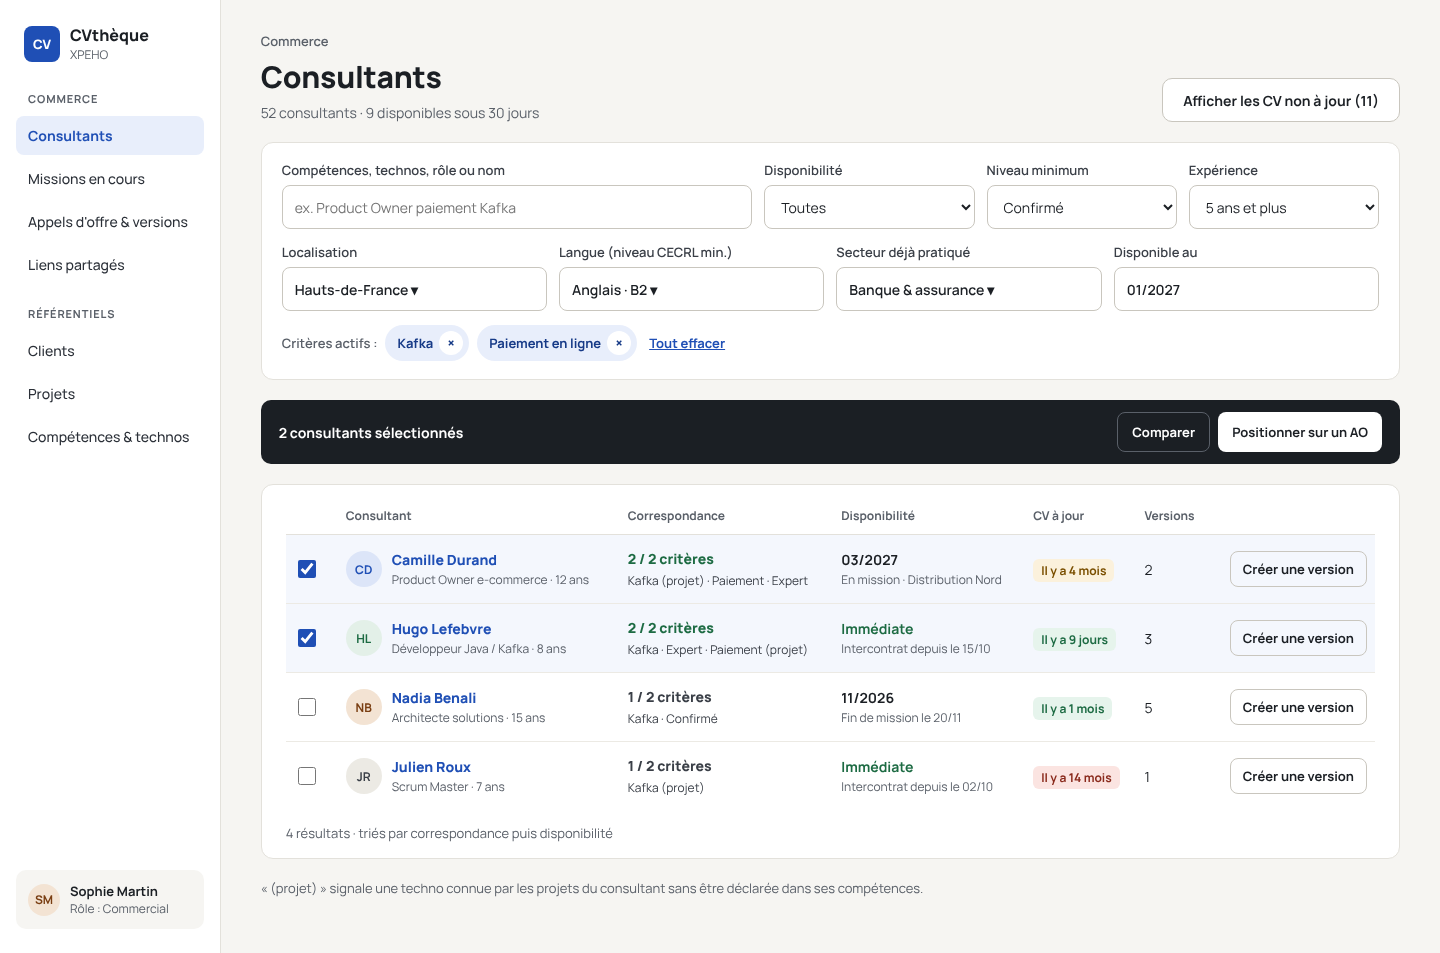 CV
CVthèque
XPEHO
COMMERCE
Consultants
Missions en cours
Appels d'offre & versions
Liens partagés
RÉFÉRENTIELS
Clients
Projets
Compétences & technos
SM
Sophie Martin
Rôle : Commercial
Commerce
Consultants
52 consultants · 9 disponibles sous 30 jours
Afficher les CV non à jour (11)
Compétences, technos, rôle ou nom
Disponibilité
Niveau minimum
Expérience
ex. Product Owner paiement Kafka
Toutes
Confirmé
5 ans et plus
Localisation
Langue (niveau CECRL min.)
Secteur déjà pratiqué
Disponible au
Hauts-de-France ▾
Anglais · B2 ▾
Banque & assurance ▾
01/2027
Critères actifs :
Kafka ×
Paiement en ligne ×
Tout effacer
2 consultants sélectionnés
Comparer
Positionner sur un AO
Consultant
Correspondance
Disponibilité
CV à jour
Versions
CD
Camille Durand
Product Owner e-commerce · 12 ans
2 / 2 critères
Kafka (projet) · Paiement · Expert
03/2027
En mission · Distribution Nord
Il y a 4 mois
2
Créer une version
HL
Hugo Lefebvre
Développeur Java / Kafka · 8 ans
2 / 2 critères
Kafka · Expert · Paiement (projet)
Immédiate
Intercontrat depuis le 15/10
Il y a 9 jours
3
Créer une version
NB
Nadia Benali
Architecte solutions · 15 ans
1 / 2 critères
Kafka · Confirmé
11/2026
Fin de mission le 20/11
Il y a 1 mois
5
Créer une version
JR
Julien Roux
Scrum Master · 7 ans
1 / 2 critères
Kafka (projet)
Immédiate
Intercontrat depuis le 02/10
Il y a 14 mois
1
Créer une version
4 résultats · triés par correspondance puis disponibilité
« (projet) » signale une techno connue par les projets du consultant sans être déclarée dans ses compétences.